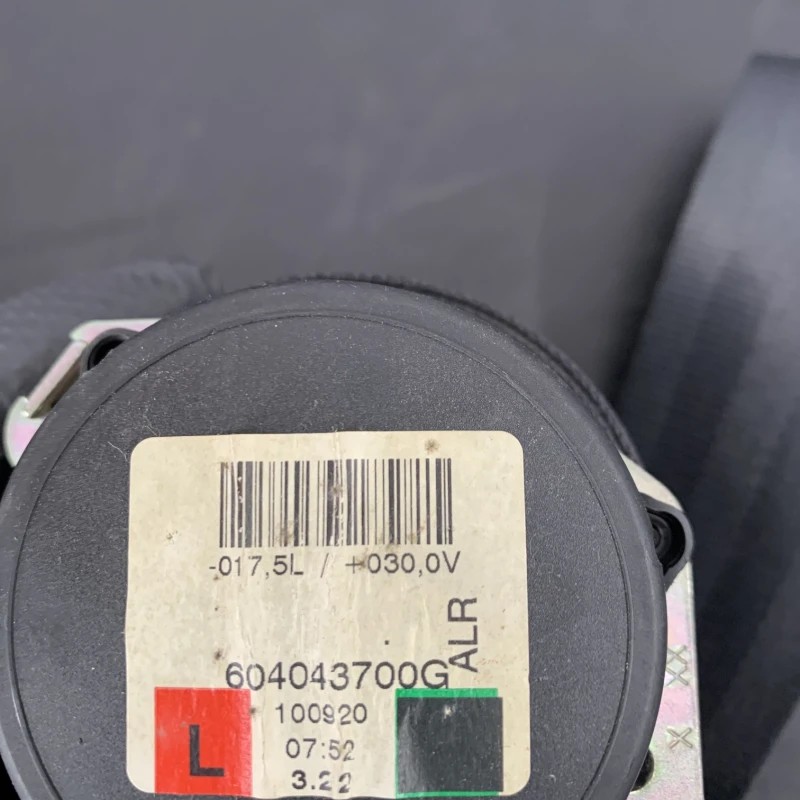 -017,5L / +030,0V
ALR
604043700G
100920
L
07:52
3.22